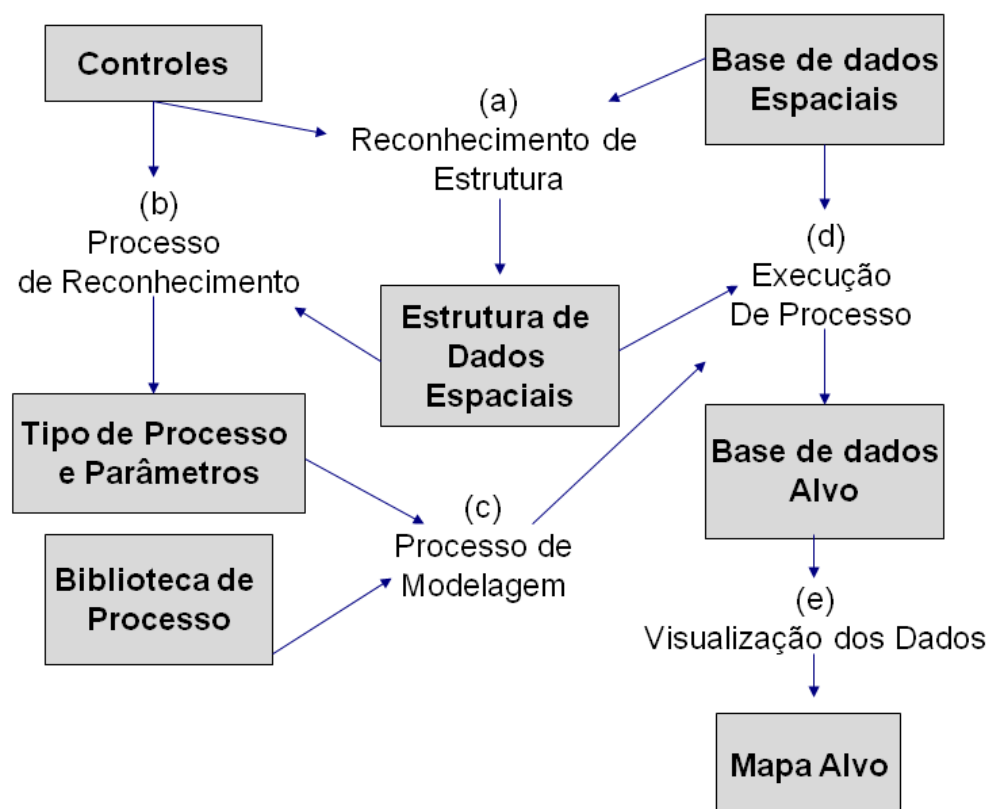 Controles
Base de dados
Espaciais
(a)
Reconhecimento de
Estrutura
(b)
Processo
de Reconhecimento
(d)
Execução
De Processo
Estrutura de
Dados
Espaciais
Tipo de Processo
e Parâmetros
Base de dados
Alvo
(c)
Processo de
Modelagem
Biblioteca de
Processo
(e)
Visualização dos Dados
Mapa Alvo